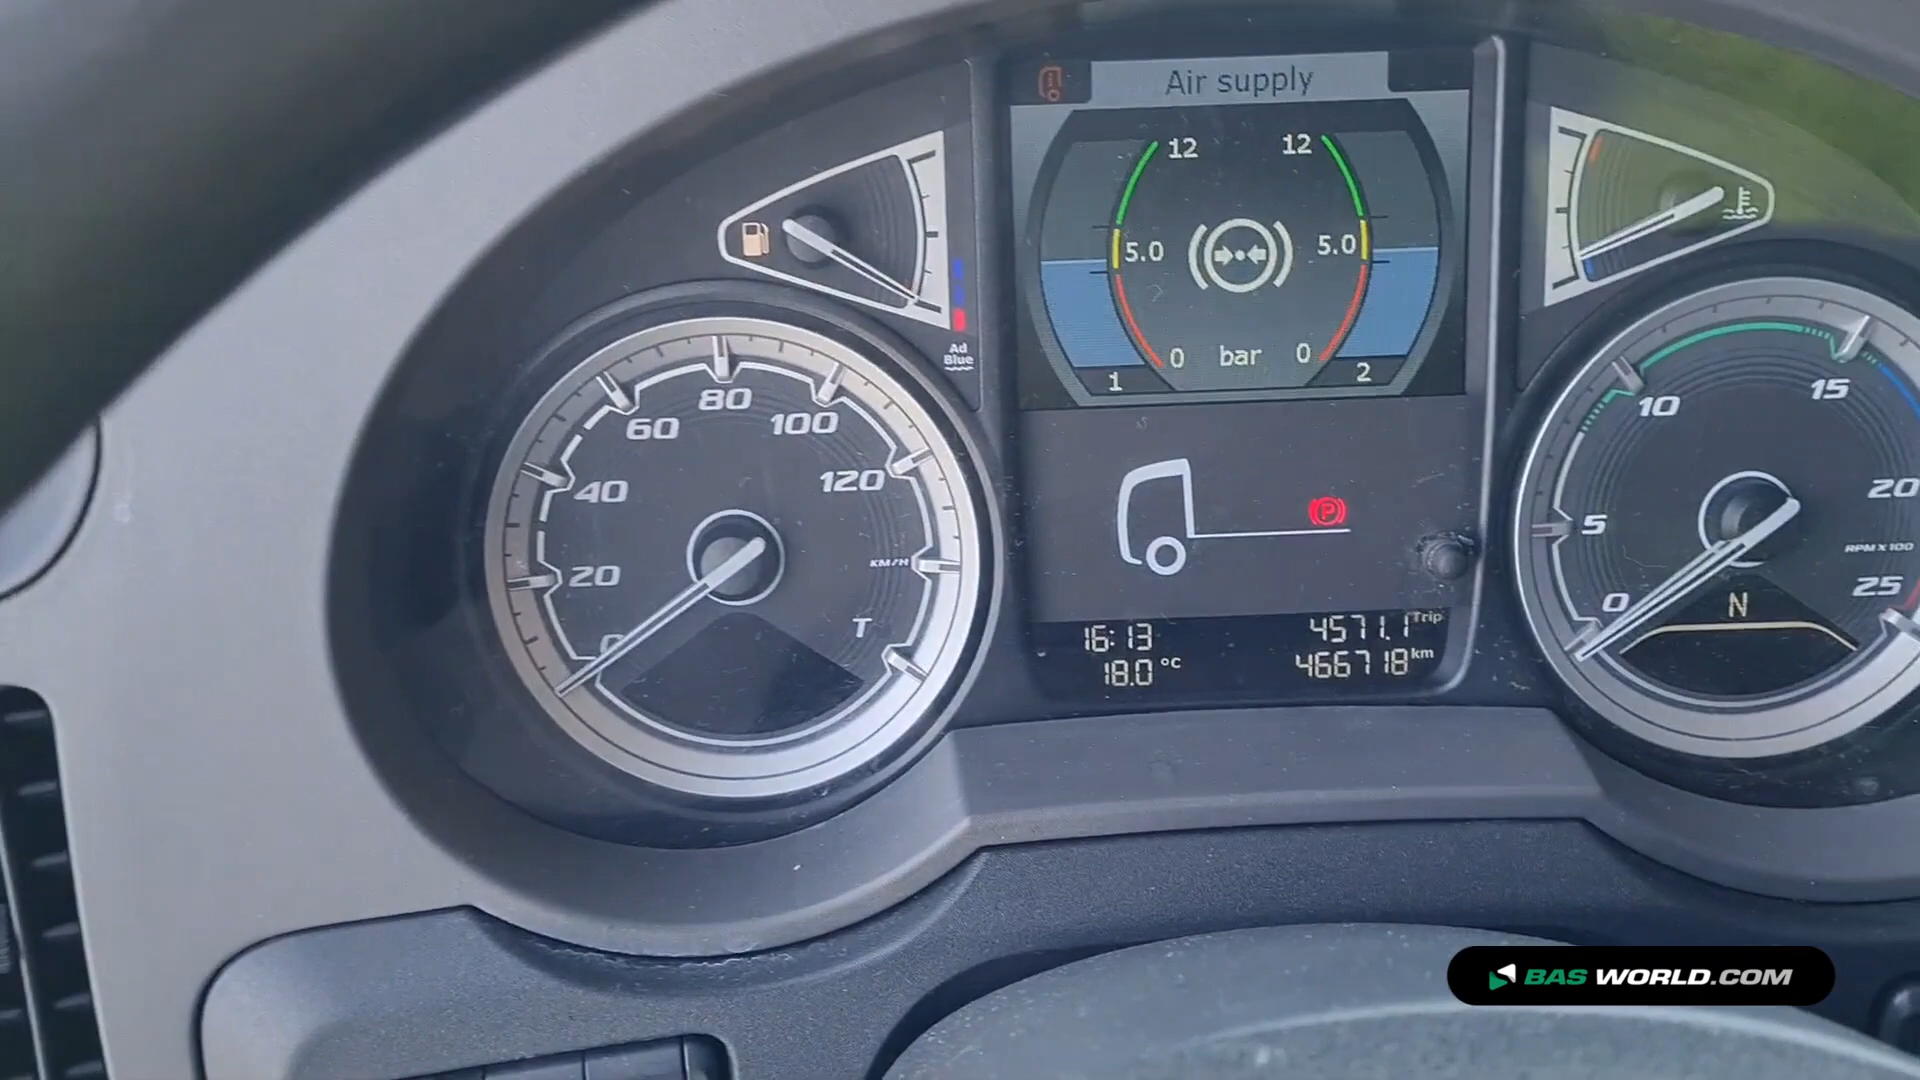 Air supply
12 12
5.0 5.0
0 bar 0
1 2
Ad
Blue
0 20 40 60 80 100 120
KM/H
T
P
16:13
18.0 °C
4571.1 Trip
466718 km
0 5 10 15 20 25
RPM X 100
N
BAS WORLD.COM